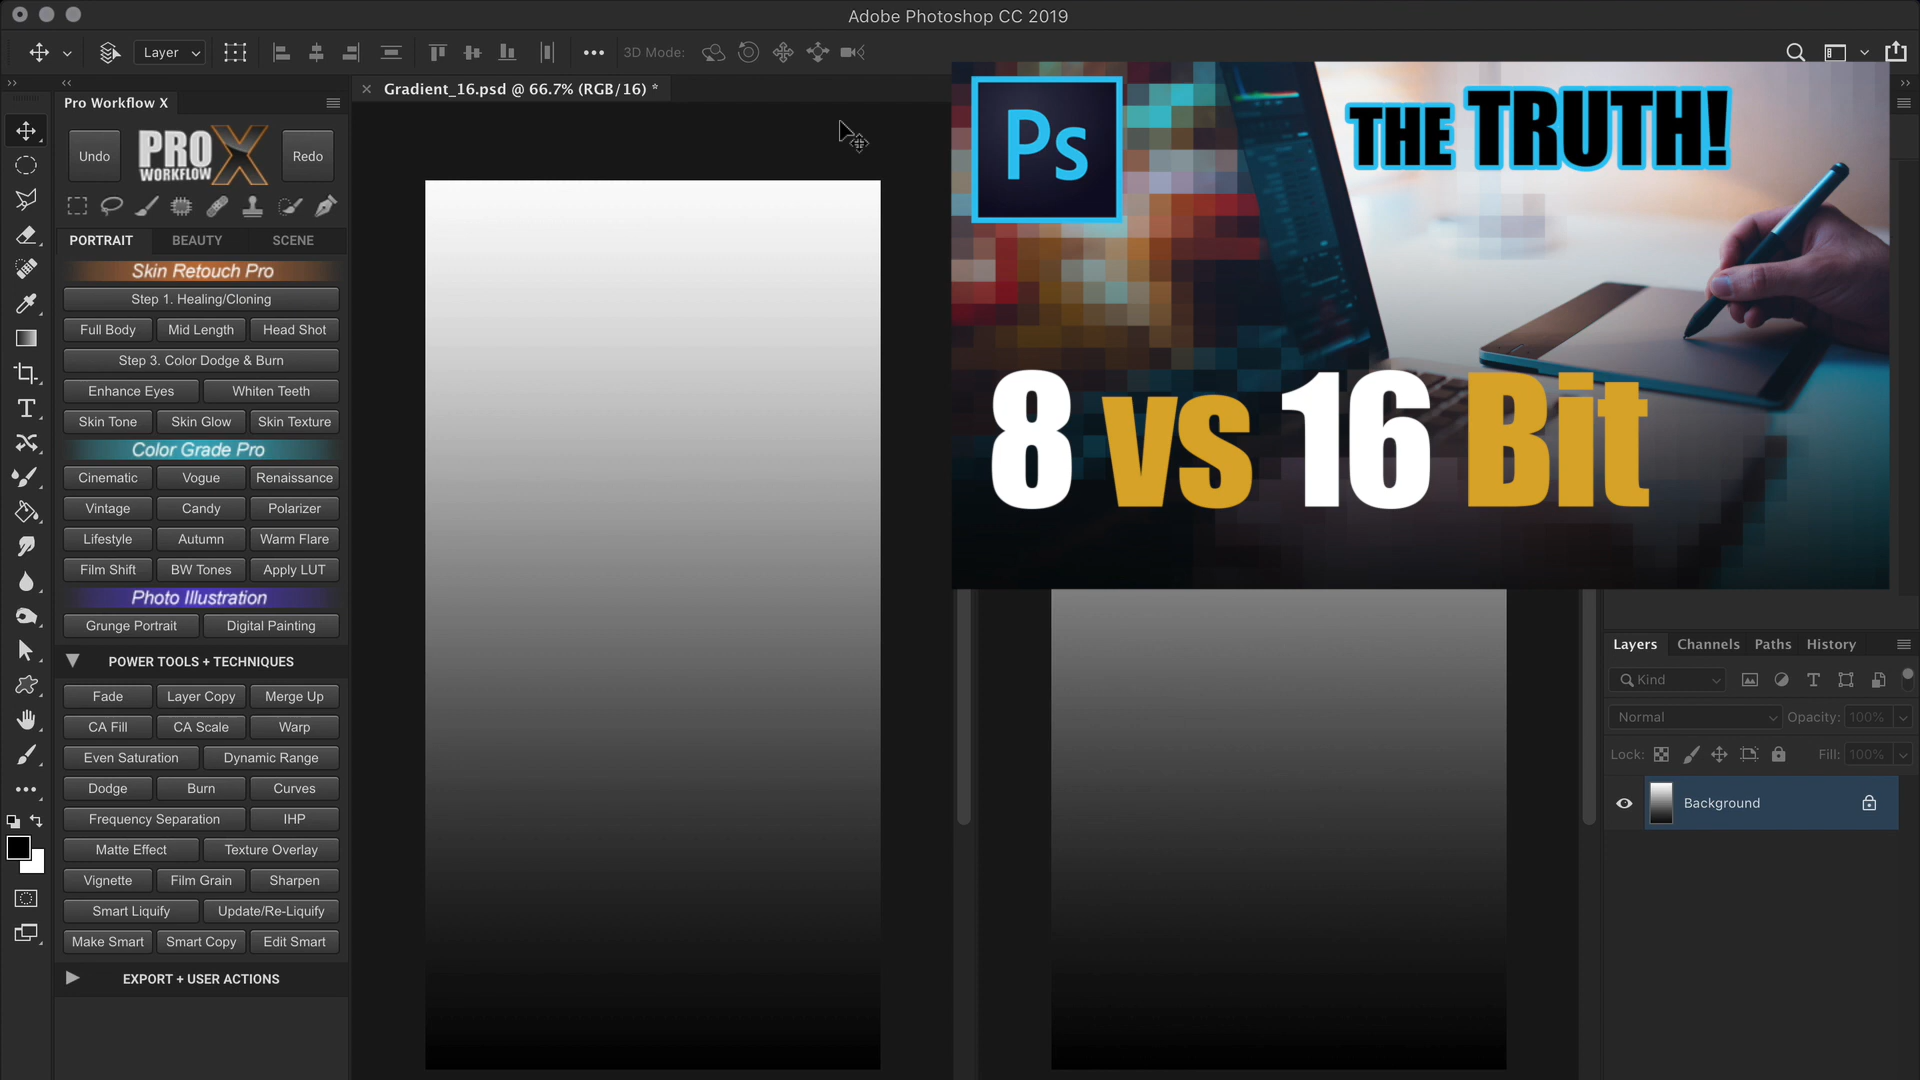 Adobe Photoshop CC 2019
Layer
3D Mode:
Pro Workflow X
Gradient_16.psd @ 66.7% (RGB/16) *
Undo
PRO
WORKFLOW
X
Redo
PORTRAIT BEAUTY SCENE
Skin Retouch Pro
Step 1. Healing/Cloning
Full Body Mid Length Head Shot
Step 3. Color Dodge & Burn
Enhance Eyes Whiten Teeth
Skin Tone Skin Glow Skin Texture
Color Grade Pro
Cinematic Vogue Renaissance
Vintage Candy Polarizer
Lifestyle Autumn Warm Flare
Film Shift BW Tones Apply LUT
Photo Illustration
Grunge Portrait Digital Painting
POWER TOOLS + TECHNIQUES
Fade Layer Copy Merge Up
CA Fill CA Scale Warp
Even Saturation Dynamic Range
Dodge Burn Curves
Frequency Separation IHP
Matte Effect Texture Overlay
Vignette Film Grain Sharpen
Smart Liquify Update/Re-Liquify
Make Smart Smart Copy Edit Smart
EXPORT + USER ACTIONS
Ps
THE TRUTH!
8 vs 16 Bit
Layers Channels Paths History
Kind
Normal Opacity: 100%
Lock: Fill: 100%
Background